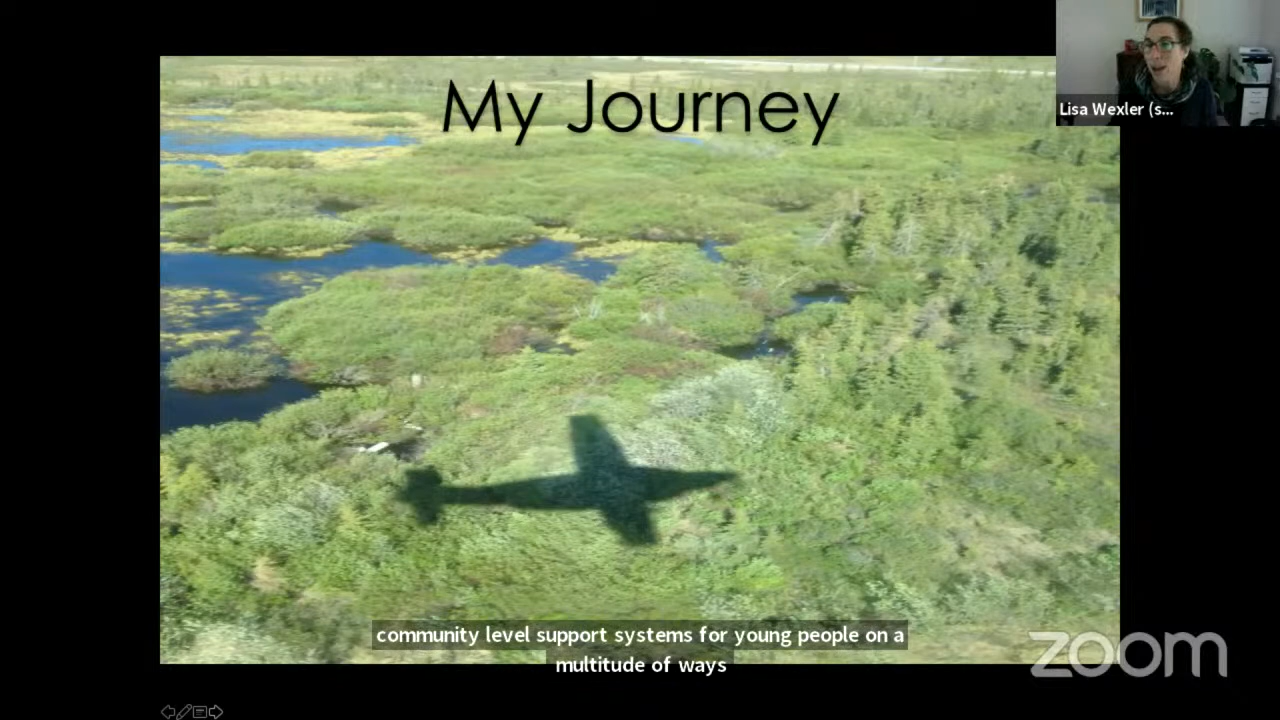 My Journey
Lisa Wexler (s...
community level support systems for young people on a
multitude of ways
zoom